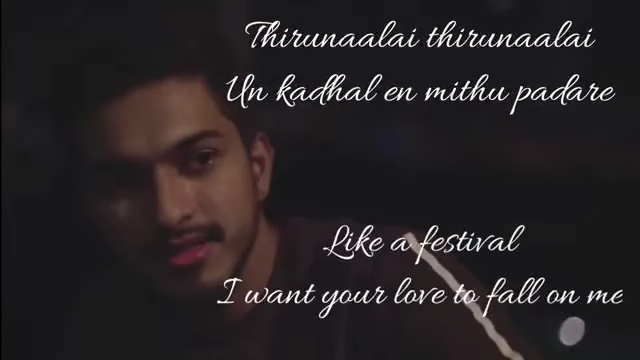 Thirunaalai thirunaalai
Un kadhal en mithu padare
Like a festival
I want your love to fall on me